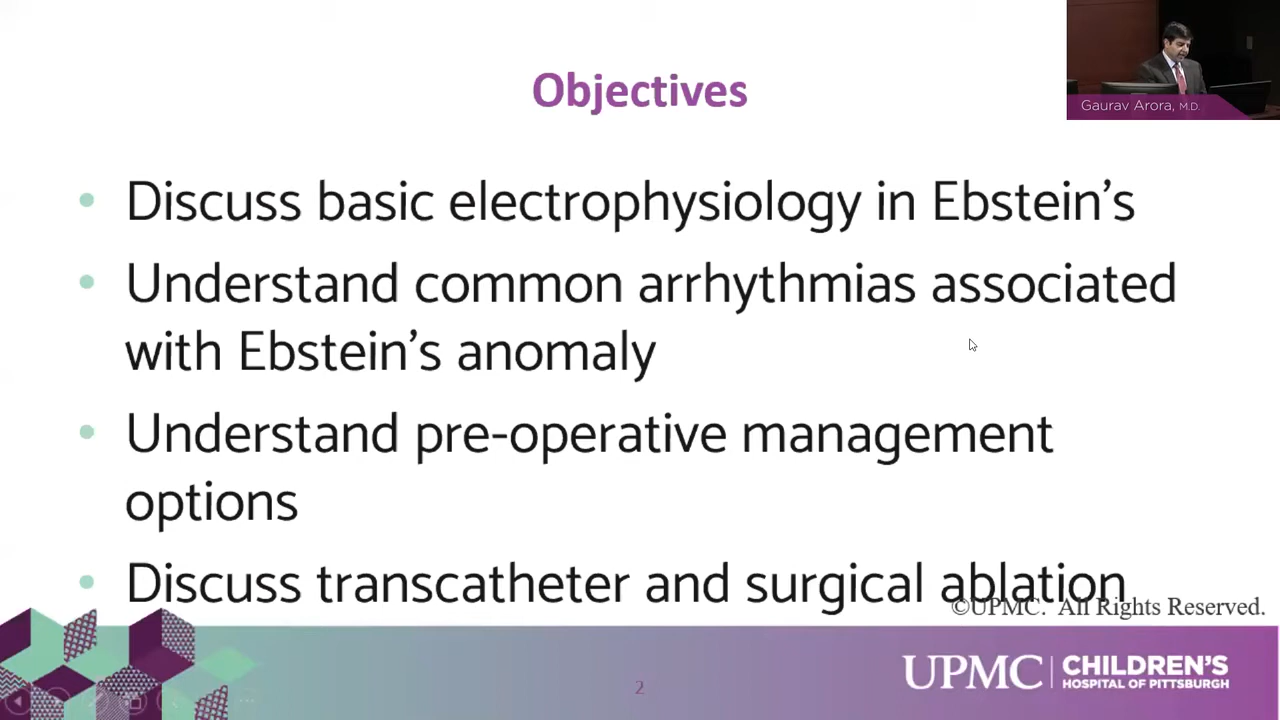 Objectives
Gaurav Arora, M.D.
• Discuss basic electrophysiology in Ebstein’s
• Understand common arrhythmias associated
with Ebstein’s anomaly
• Understand pre-operative management
options
• Discuss transcatheter and surgical ablation
©UPMC. All Rights Reserved.
2
UPMC | CHILDREN'S
HOSPITAL OF PITTSBURGH